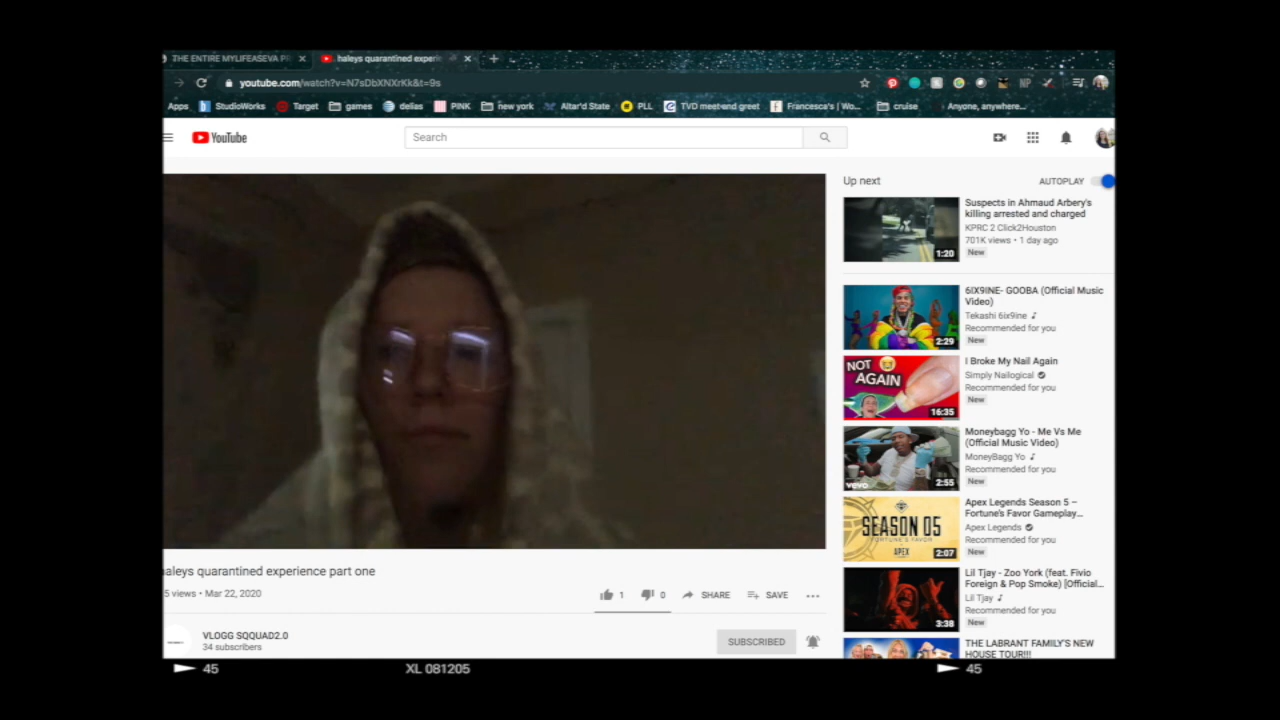 THE ENTIRE MYLIFEASEVA P
haleys quarantined experie
youtube.com/watch?v=N7sDbXNXrKk&t=9s
Apps StudioWorks Target games delias PINK new york Altar'd State PLL TVD meet end greet Francesca's | Wo... cruise Anyone, anywhere...
NP
YouTube
Search
Up next AUTOPLAY
Suspects in Ahmaud Arbery's
killing arrested and charged
KPRC 2 Click2Houston
701K views • 1 day ago
New
1:20
6IX9INE- GOOBA (Official Music
Video)
Tekashi 6ix9ine
Recommended for you
New
2:29
NOT
AGAIN
16:35
I Broke My Nail Again
Simply Nailogical
Recommended for you
New
Moneybagg Yo - Me Vs Me
(Official Music Video)
MoneyBagg Yo
Recommended for you
New
vevo
2:55
Apex Legends Season 5 –
Fortune's Favor Gameplay...
Apex Legends
Recommended for you
New
SEASON 05
FORTUNE'S FAVOR
APEX
2:07
Lil Tjay - Zoo York (feat. Fivio
Foreign & Pop Smoke) [Official...
Lil Tjay
Recommended for you
New
3:38
THE LABRANT FAMILY'S NEW
HOUSE TOUR!!!
aleys quarantined experience part one
5 views • Mar 22, 2020
1 0 SHARE SAVE
VLOGG SQQUAD2.0
34 subscribers
SUBSCRIBED
45 XL 081205 45